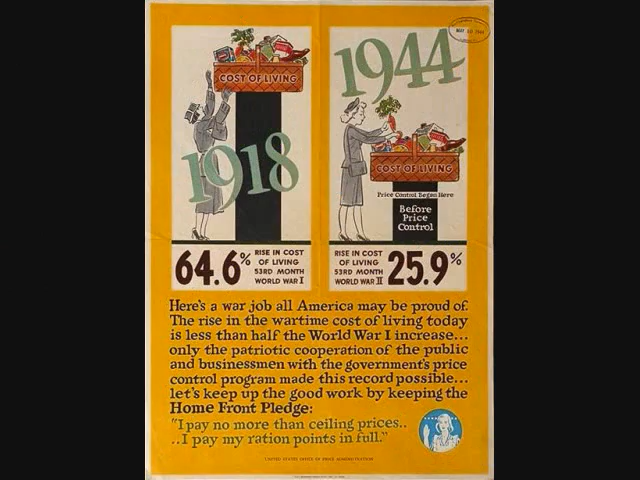 COST OF LIVING
1918
64.6%
RISE IN COST
OF LIVING
53RD MONTH
WORLD WAR I
1944
COST OF LIVING
Price Control Began Here
Before
Price
Control
RISE IN COST
OF LIVING
53RD MONTH
WORLD WAR II
25.9%
Here's a war job all America may be proud of.
The rise in the wartime cost of living today
is less than half the World War I increase...
only the patriotic cooperation of the public
and businessmen with the government's price
control program made this record possible...
let's keep up the good work by keeping the
Home Front Pledge:
"I pay no more than ceiling prices..
..I pay my ration points in full."
UNITED STATES OFFICE OF PRICE ADMINISTRATION